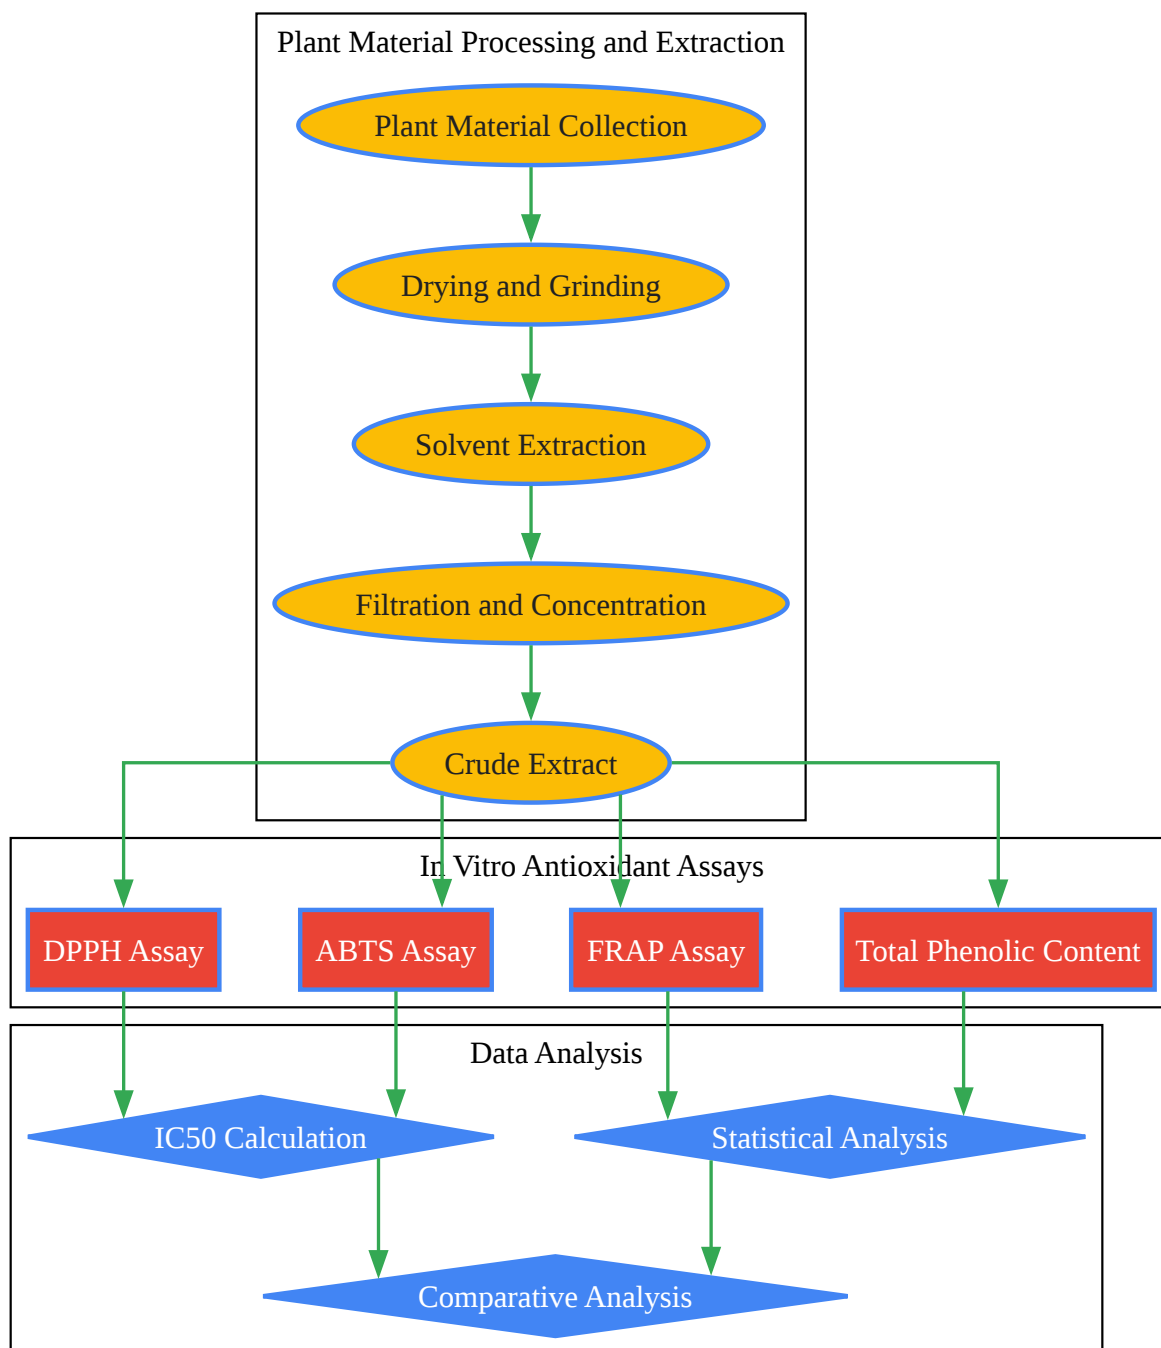 Plant Material Processing and Extraction
Plant Material Collection
Drying and Grinding
Solvent Extraction
Filtration and Concentration
Crude Extract
In Vitro Antioxidant Assays
DPPH Assay
ABTS Assay
FRAP Assay
Total Phenolic Content
Data Analysis
IC50 Calculation
Statistical Analysis
Comparative Analysis